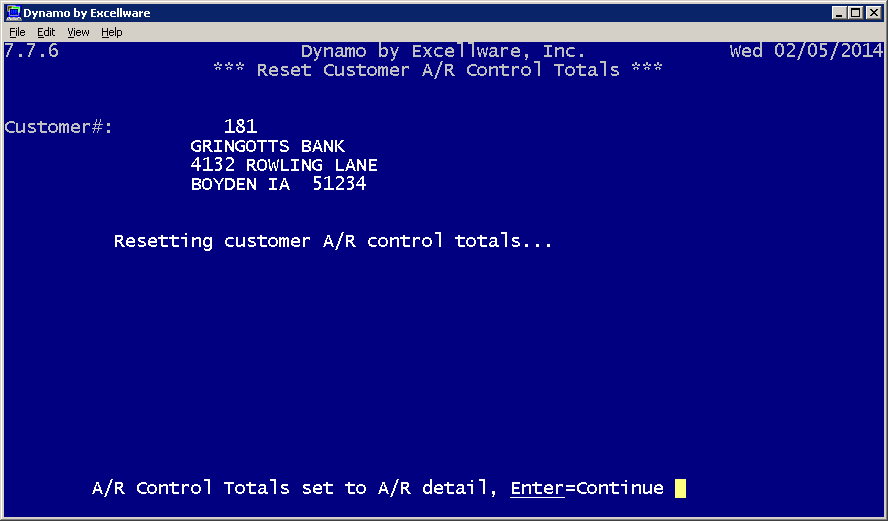 Dynamo by Excellware
File Edit View Help
7.7.6 Dynamo by Excellware, Inc. Wed 02/05/2014
*** Reset Customer A/R Control Totals ***
Customer#: 181
GRINGOTTS BANK
4132 ROWLING LANE
BOYDEN IA 51234
Resetting customer A/R control totals...
A/R Control Totals set to A/R detail, Enter=Continue